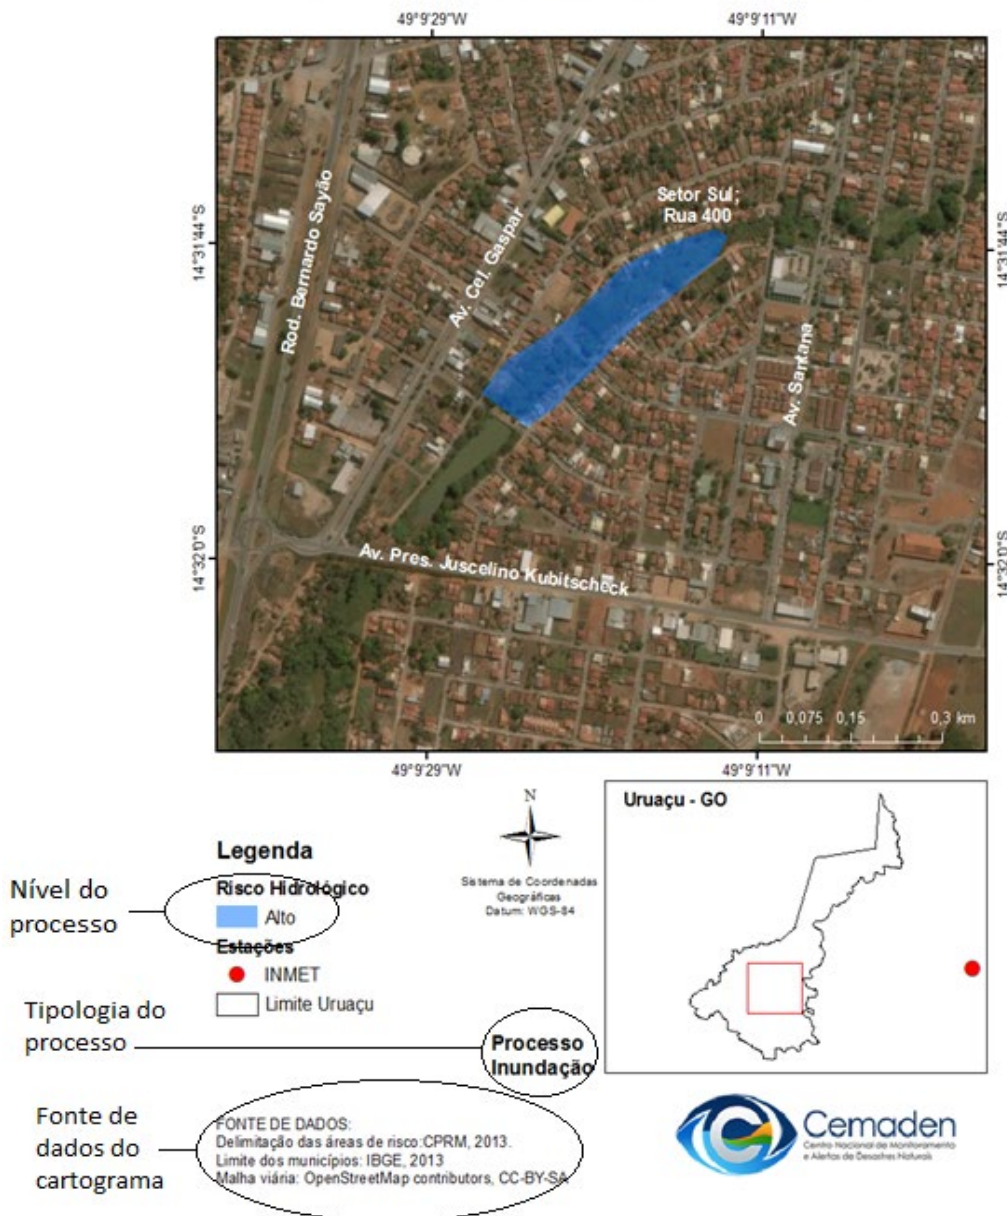 49°9'29"W
49°9'11"W
Setor Sul;
Rua 400
Rod. Bernardo Sayão
Av. Cel. Gaspar
Av. Santana
14°31'44"S
14°31'44"S
14°32'0"S
14°32'0"S
Av. Pres. Juscelino Kubitscheck
0 0,075 0,15 0,3 km
49°9'29"W
49°9'11"W
N
Sistema de Coordenadas
Geográficas
Datum: WGS-84
Uruaçu - GO
Legenda
Risco Hidrológico
Alto
Estações
INMET
Limite Uruaçu
Nível do
processo
Tipologia do
processo
Processo
Inundação
Fonte de
dados do
cartograma
FONTE DE DADOS:
Delimitação das áreas de risco:CPRM, 2013.
Limite dos municípios: IBGE, 2013
Malha viária: OpenStreetMap contributors, CC-BY-SA
Cemaden
Centro Nacional de Monitoramento
e Alertas de Desastres Naturais